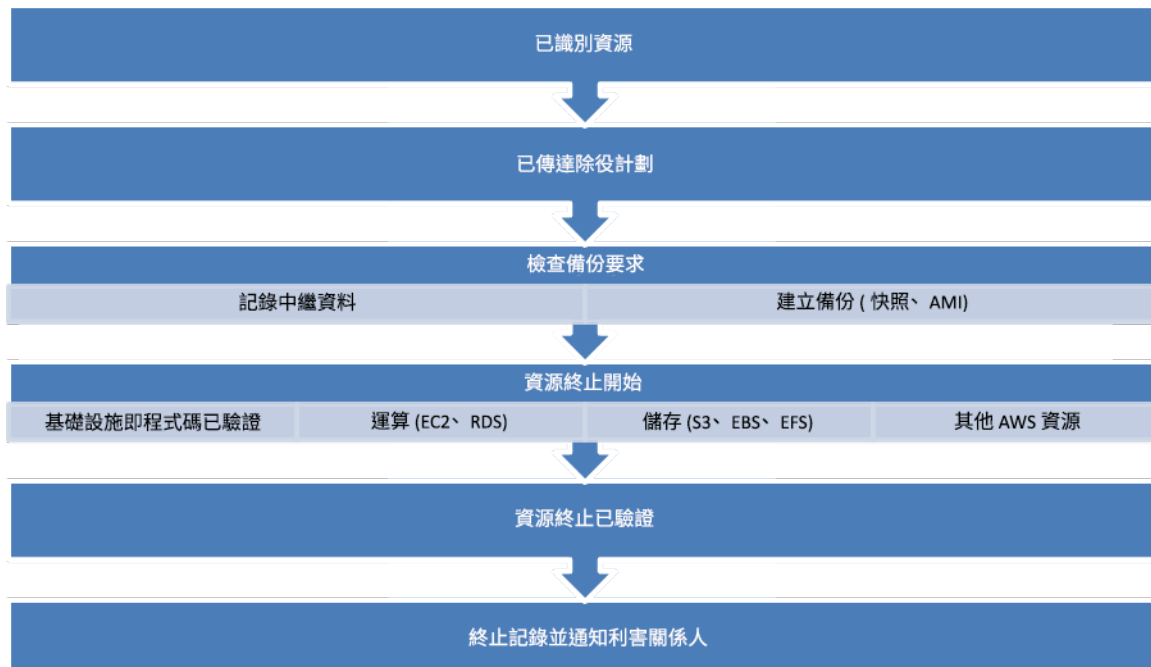 已識別資源
已傳達除役計劃
檢查備份要求
記錄中繼資料
建立備份 ( 快照、 AMI)
資源終止開始
基礎設施即程式碼已驗證
運算 (EC2、 RDS)
儲存 (S3、 EBS、 EFS)
其他 AWS 資源
資源終止已驗證
終止記錄並通知利害關係人